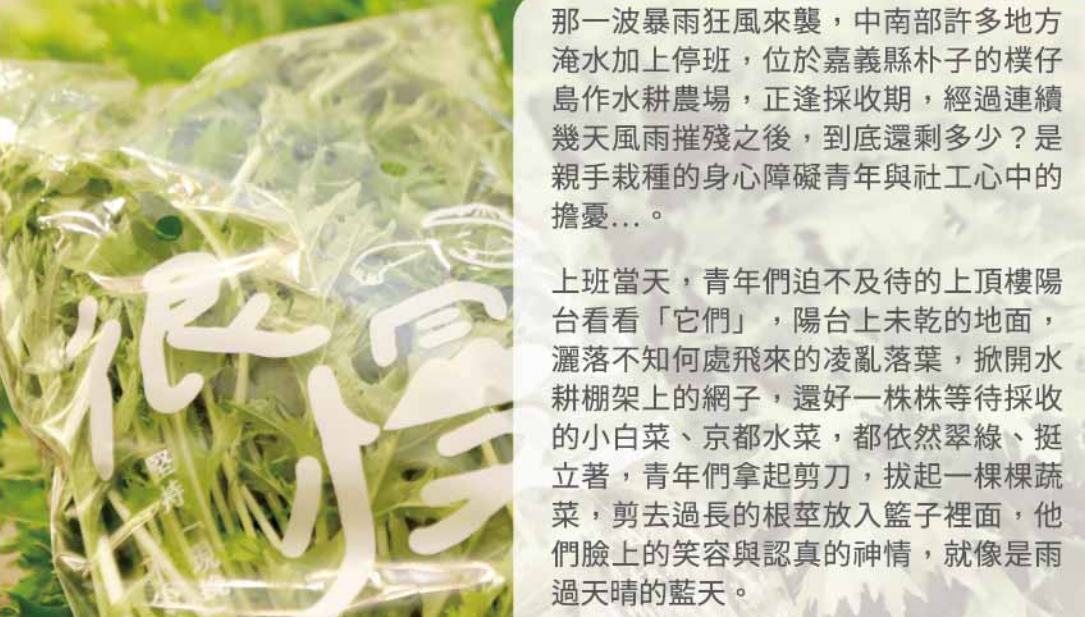 很
小
堅持
那一波暴雨狂風來襲，中南部許多地方
淹水加上停班，位於嘉義縣朴子的樸仔
島作水耕農場，正逢採收期，經過連續
幾天風雨摧殘之後，到底還剩多少？是
親手栽種的身心障礙青年與社工心中的
擔憂...。
上班當天，青年們迫不及待的上頂樓陽
台看看「它們」，陽台上未乾的地面，
灑落不知何處飛來的凌亂落葉，掀開水
耕棚架上的網子，還好一株株等待採收
的小白菜、京都水菜，都依然翠綠、挺
立著，青年們拿起剪刀，拔起一棵棵蔬
菜，剪去過長的根莖放入籃子裡面，他
們臉上的笑容與認真的神情，就像是雨
過天晴的藍天。